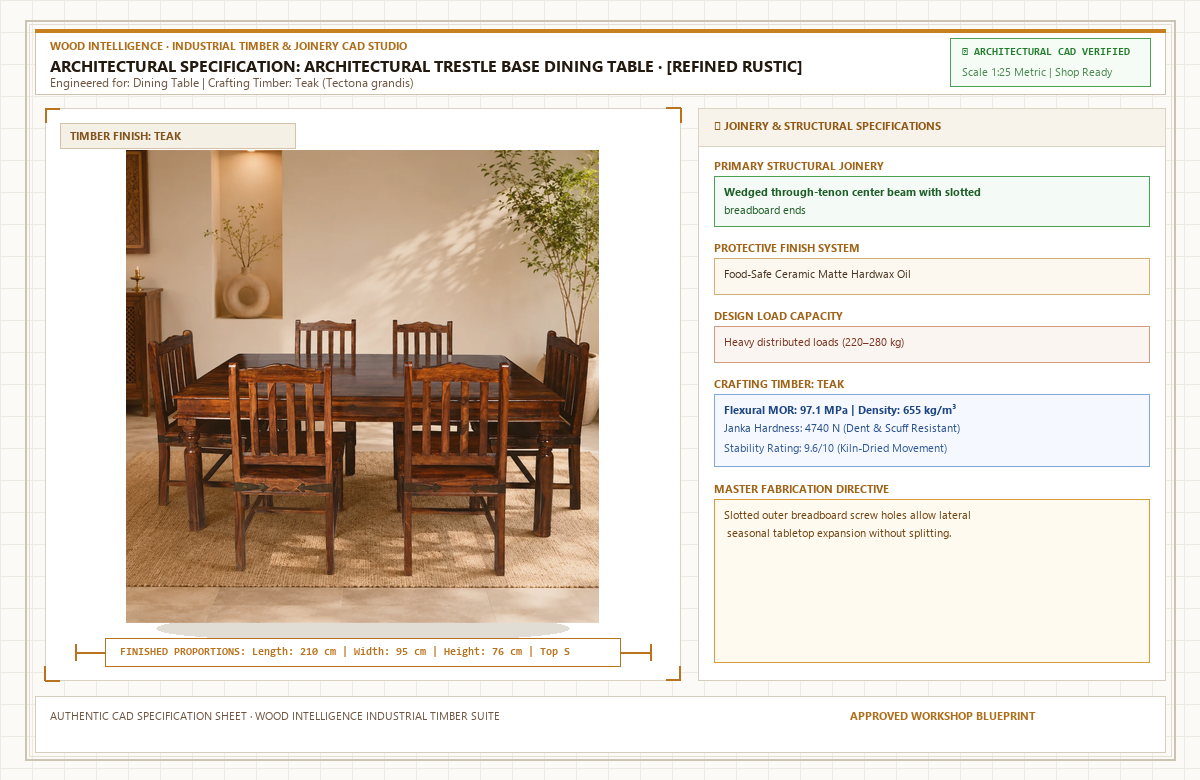 WOOD INTELLIGENCE · INDUSTRIAL TIMBER & JOINERY CAD STUDIO
ARCHITECTURAL SPECIFICATION: ARCHITECTURAL TRESTLE BASE DINING TABLE · [REFINED RUSTIC]
Engineered for: Dining Table | Crafting Timber: Teak (Tectona grandis)
ARCHITECTURAL CAD VERIFIED
Scale 1:25 Metric | Shop Ready
TIMBER FINISH: TEAK
FINISHED PROPORTIONS: Length: 210 cm | Width: 95 cm | Height: 76 cm | Top S
JOINERY & STRUCTURAL SPECIFICATIONS
PRIMARY STRUCTURAL JOINERY
Wedged through-tenon center beam with slotted
breadboard ends
PROTECTIVE FINISH SYSTEM
Food-Safe Ceramic Matte Hardwax Oil
DESIGN LOAD CAPACITY
Heavy distributed loads (220–280 kg)
CRAFTING TIMBER: TEAK
Flexural MOR: 97.1 MPa | Density: 655 kg/m³
Janka Hardness: 4740 N (Dent & Scuff Resistant)
Stability Rating: 9.6/10 (Kiln-Dried Movement)
MASTER FABRICATION DIRECTIVE
Slotted outer breadboard screw holes allow lateral
seasonal tabletop expansion without splitting.
AUTHENTIC CAD SPECIFICATION SHEET · WOOD INTELLIGENCE INDUSTRIAL TIMBER SUITE
APPROVED WORKSHOP BLUEPRINT